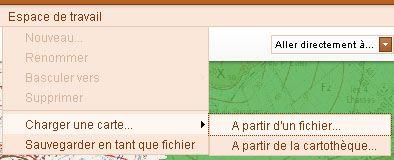 Espace de travail
Nouveau...
Renommer
Basculer vers
Supprimer
Charger une carte...
Sauvegarder en tant que fichier
Aller directement à...
A partir d'un fichier...
A partir de la cartothèque...